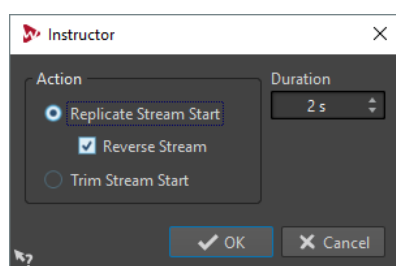 Instructor
Action
Duration
Replicate Stream Start
2 s
Reverse Stream
Trim Stream Start
OK
Cancel